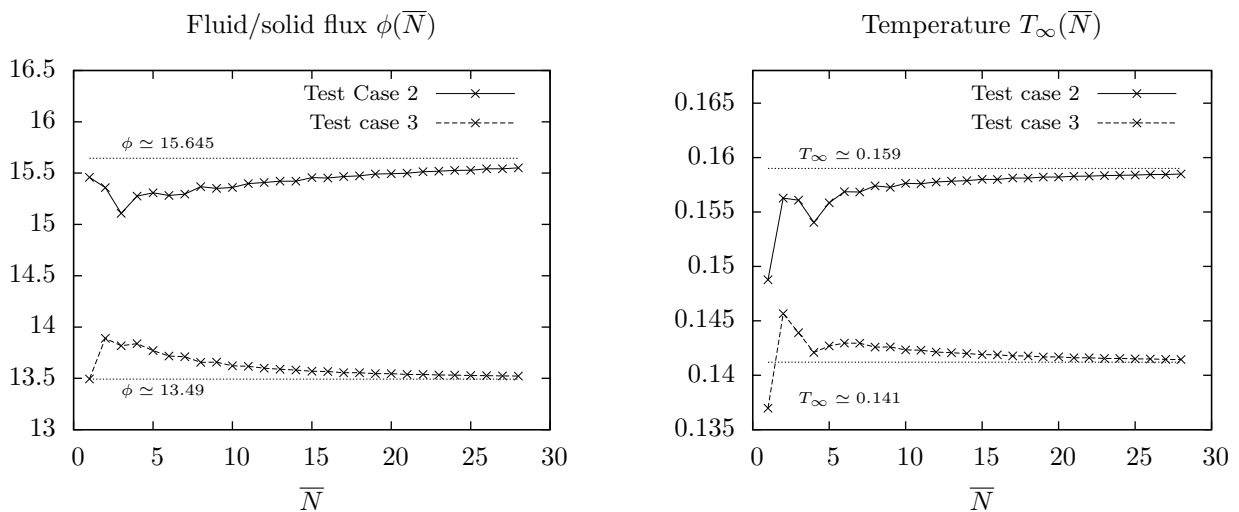 Fluid/solid flux ϕ(N̅)
16.5
16
15.5
15
14.5
14
13.5
13
0 5 10 15 20 25 30
N̅
Test Case 2
Test case 3
ϕ ≃ 15.645
ϕ ≃ 13.49
Temperature T∞(N̅)
0.165
0.16
0.155
0.15
0.145
0.14
0.135
0 5 10 15 20 25 30
N̅
Test case 2
Test case 3
T∞ ≃ 0.159
T∞ ≃ 0.141